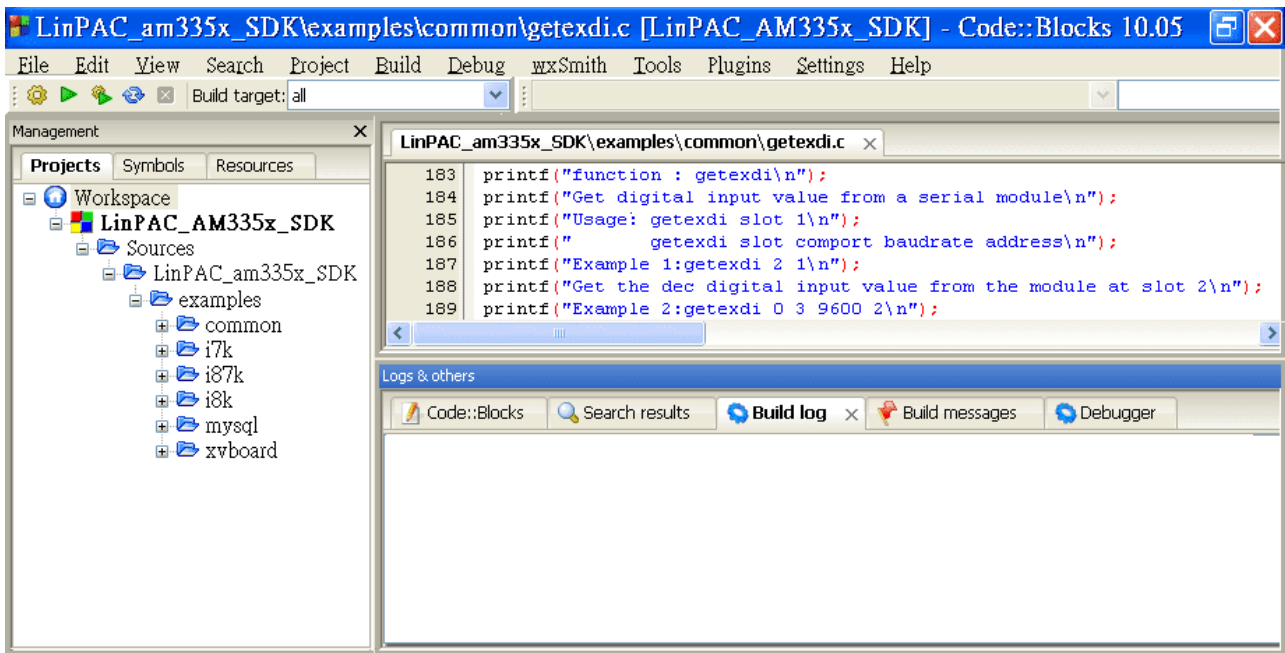 LinPAC_am335x_SDK\examples\common\getexdi.c [LinPAC_AM335x_SDK] - Code::Blocks 10.05
File Edit View Search Project Build Debug wxSmith Tools Plugins Settings Help
Build target: all
Management
Projects Symbols Resources
Workspace
LinPAC_AM335x_SDK
Sources
LinPAC_am335x_SDK
examples
common
i7k
i87k
i8k
mysql
xvboard
LinPAC_am335x_SDK\examples\common\getexdi.c
183 printf("function : getexdi\n");
184 printf("Get digital input value from a serial module\n");
185 printf("Usage: getexdi slot 1\n");
186 printf("        getexdi slot comport baudrate address\n");
187 printf("Example 1:getexdi 2 1\n");
188 printf("Get the dec digital input value from the module at slot 2\n");
189 printf("Example 2:getexdi 0 3 9600 2\n");
Logs & others
Code::Blocks Search results Build log Build messages Debugger